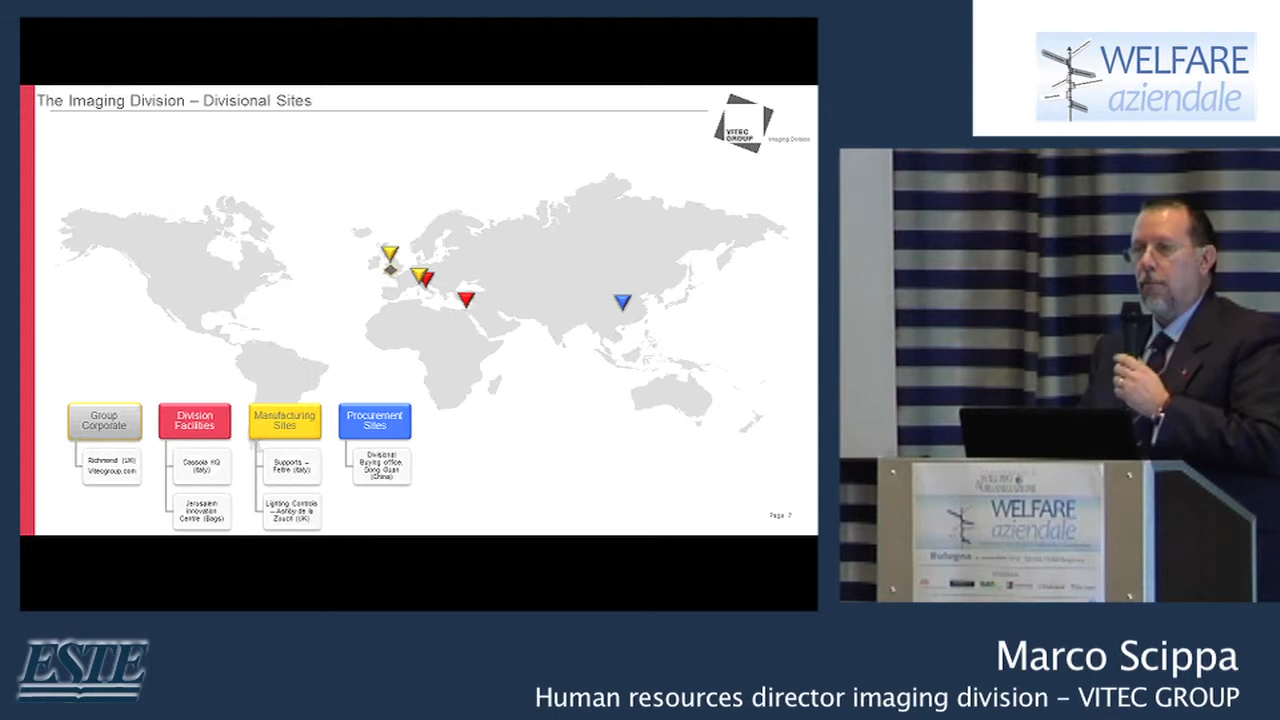 The Imaging Division – Divisional Sites
VITEC
GROUP
Imaging Division
Group
Corporate
Richmond (UK)
Vitecgroup.com
Division
Facilities
Cassola HQ
(Italy)
Jerusalem
Innovation
Centre (Bags)
Manufacturing
Sites
Supports –
Feltre (Italy)
Lighting Controls
– Ashby de la
Zouch (UK)
Procurement
Sites
Divisional
Buying office,
Dong Guan
(China)
Page 7
WELFARE
aziendale
SVILUPPO
&ORGANIZZAZIONE
WELFARE
aziendale
Bologna
ESTE
Marco Scippa
Human resources director imaging division – VITEC GROUP